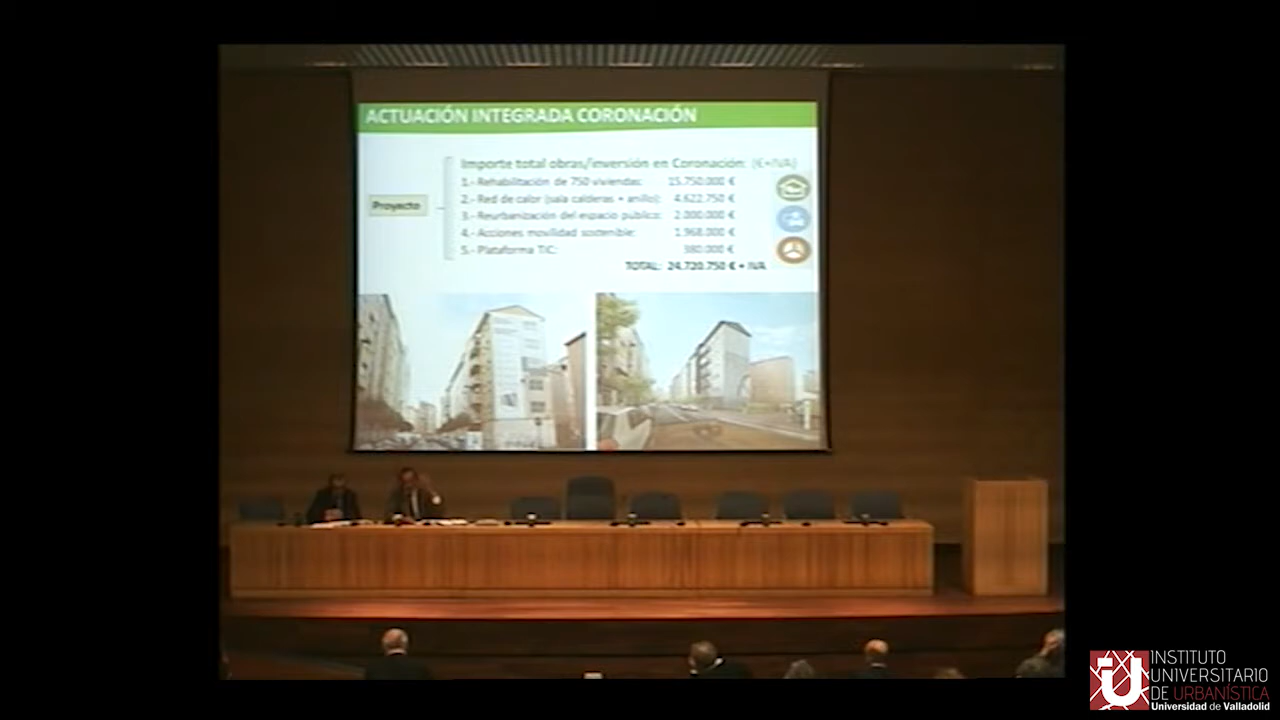 ACTUACIÓN INTEGRADA CORONACIÓN
Importe total obras/inversión en Coronación: (€+IVA)
Proyecto
1.- Rehabilitación de 750 viviendas: 15.750.000 €
2.- Red de calor (sala calderas + anillo): 4.622.750 €
3.- Reurbanización del espacio publico: 2.000.000 €
4.- Acciones movilidad sostenible: 1.968.000 €
5.- Plataforma TIC: 380.000 €
TOTAL: 24.720.750 € + IVA
INSTITUTO
UNIVERSITARIO
DE URBANÍSTICA
Universidad de Valladolid